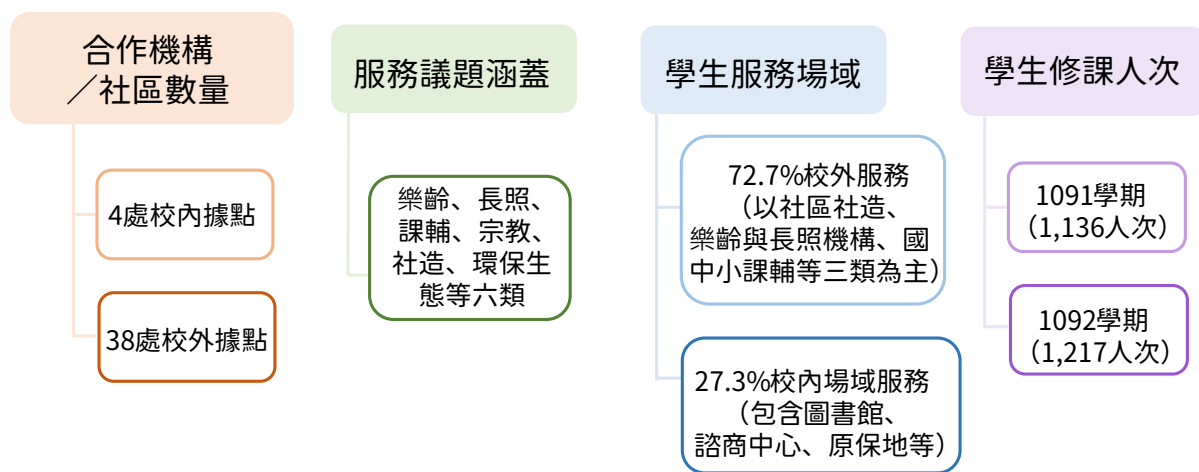 合作機構
／社區數量
4處校內據點
38處校外據點
服務議題涵蓋
樂齡、長照、
課輔、宗教、
社造、環保生
態等六類
學生服務場域
72.7%校外服務
（以社區社造、
樂齡與長照機構、國
中小課輔等三類為主）
27.3%校內場域服務
（包含圖書館、
諮商中心、原保地等）
學生修課人次
1091學期
（1,136人次）
1092學期
（1,217人次）